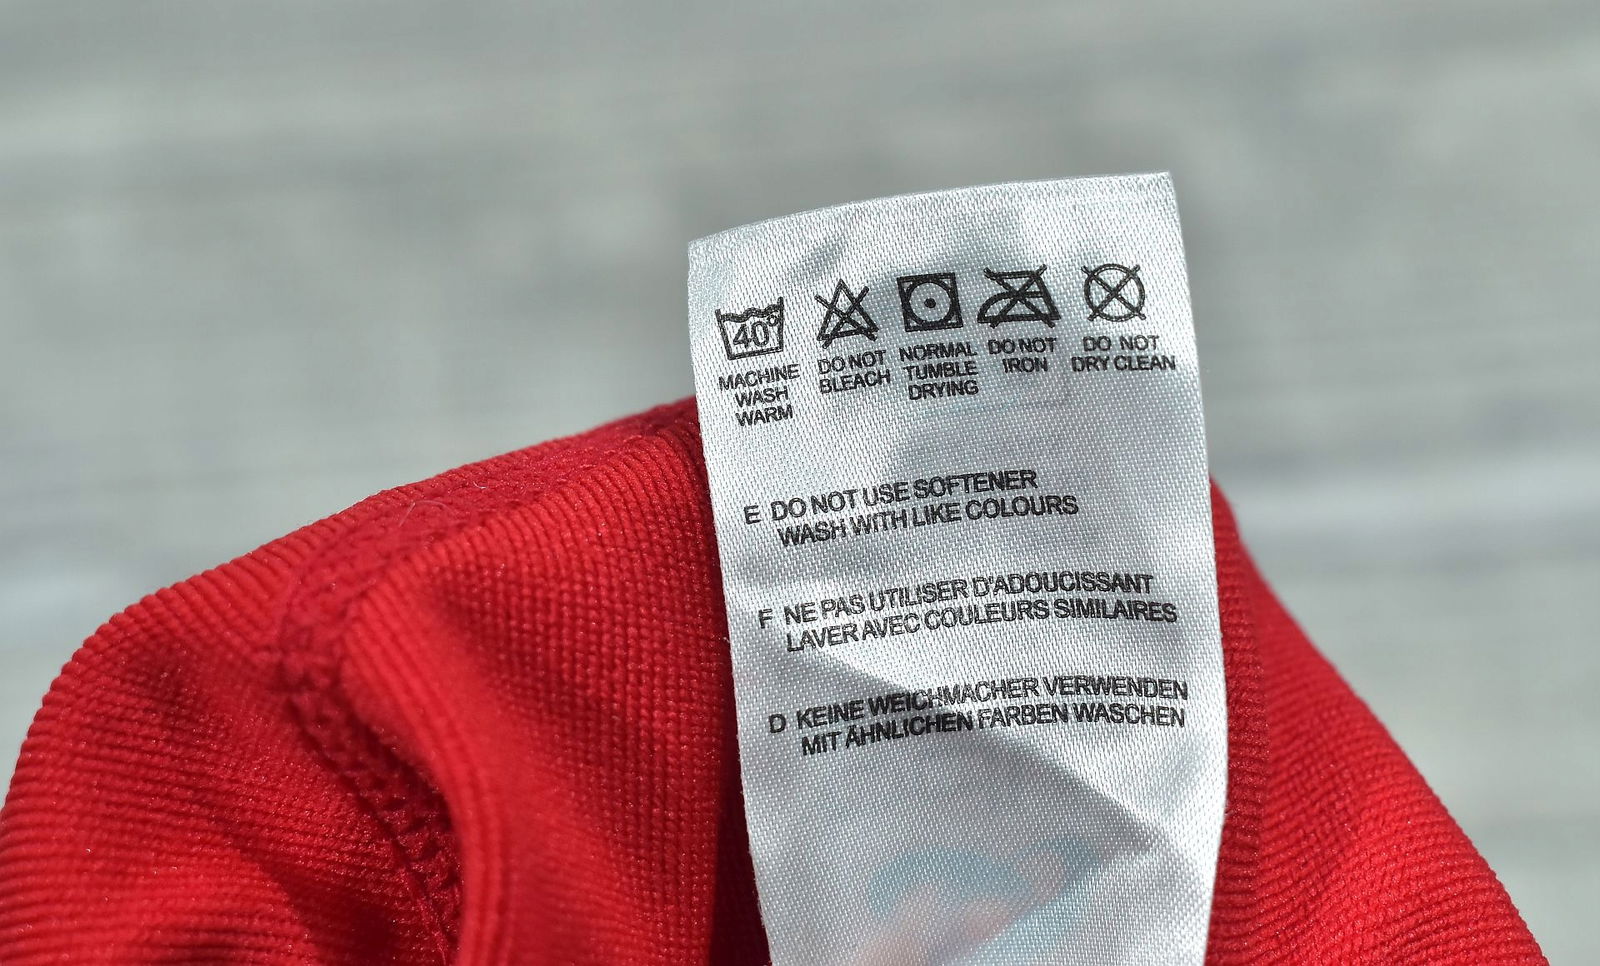 40°
MACHINE
WASH
WARM
DO NOT
BLEACH
NORMAL
TUMBLE
DRYING
DO NOT
IRON
DO NOT
DRY CLEAN
E DO NOT USE SOFTENER
WASH WITH LIKE COLOURS
F NE PAS UTILISER D'ADOUCISSANT
LAVER AVEC COULEURS SIMILAIRES
D KEINE WEICHMACHER VERWENDEN
MIT ÄHNLICHEN FARBEN WASCHEN